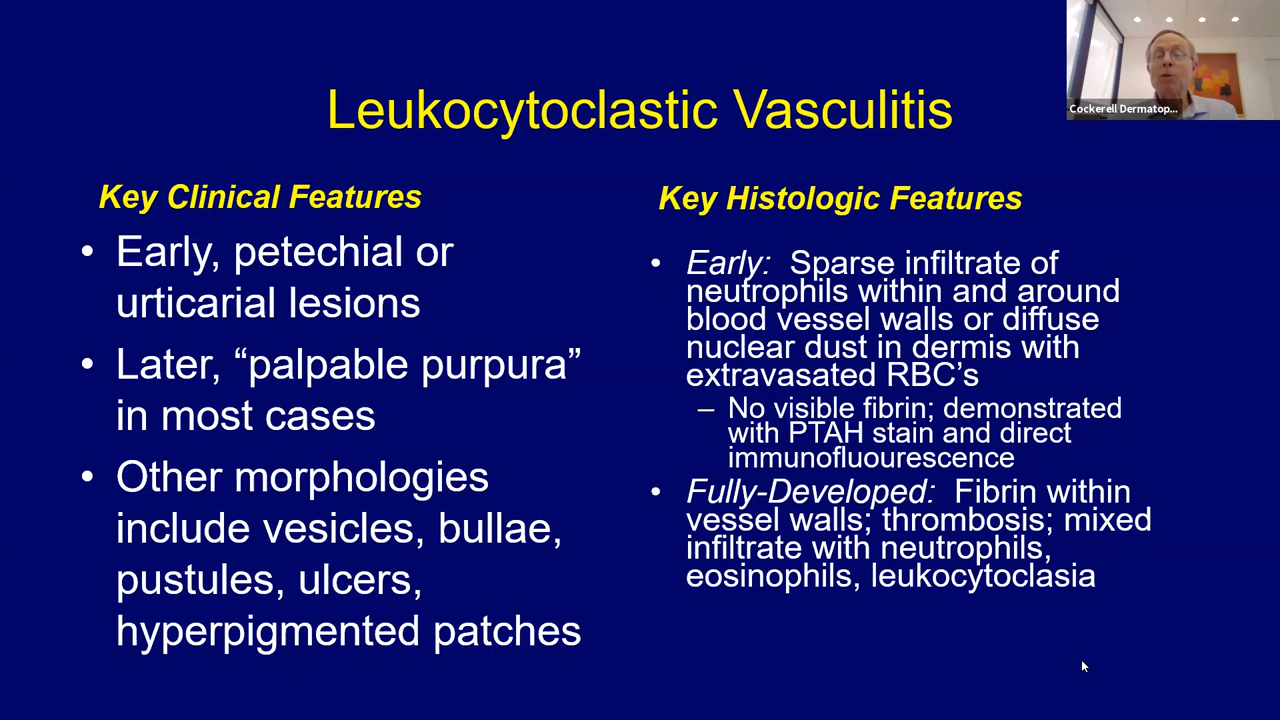 Cockerell Dermatop...
Leukocytoclastic Vasculitis
Key Clinical Features
• Early, petechial or
urticarial lesions
• Later, “palpable purpura”
in most cases
• Other morphologies
include vesicles, bullae,
pustules, ulcers,
hyperpigmented patches
Key Histologic Features
• Early: Sparse infiltrate of
neutrophils within and around
blood vessel walls or diffuse
nuclear dust in dermis with
extravasated RBC’s
– No visible fibrin; demonstrated
with PTAH stain and direct
immunofluourescence
• Fully-Developed: Fibrin within
vessel walls; thrombosis; mixed
infiltrate with neutrophils,
eosinophils, leukocytoclasia